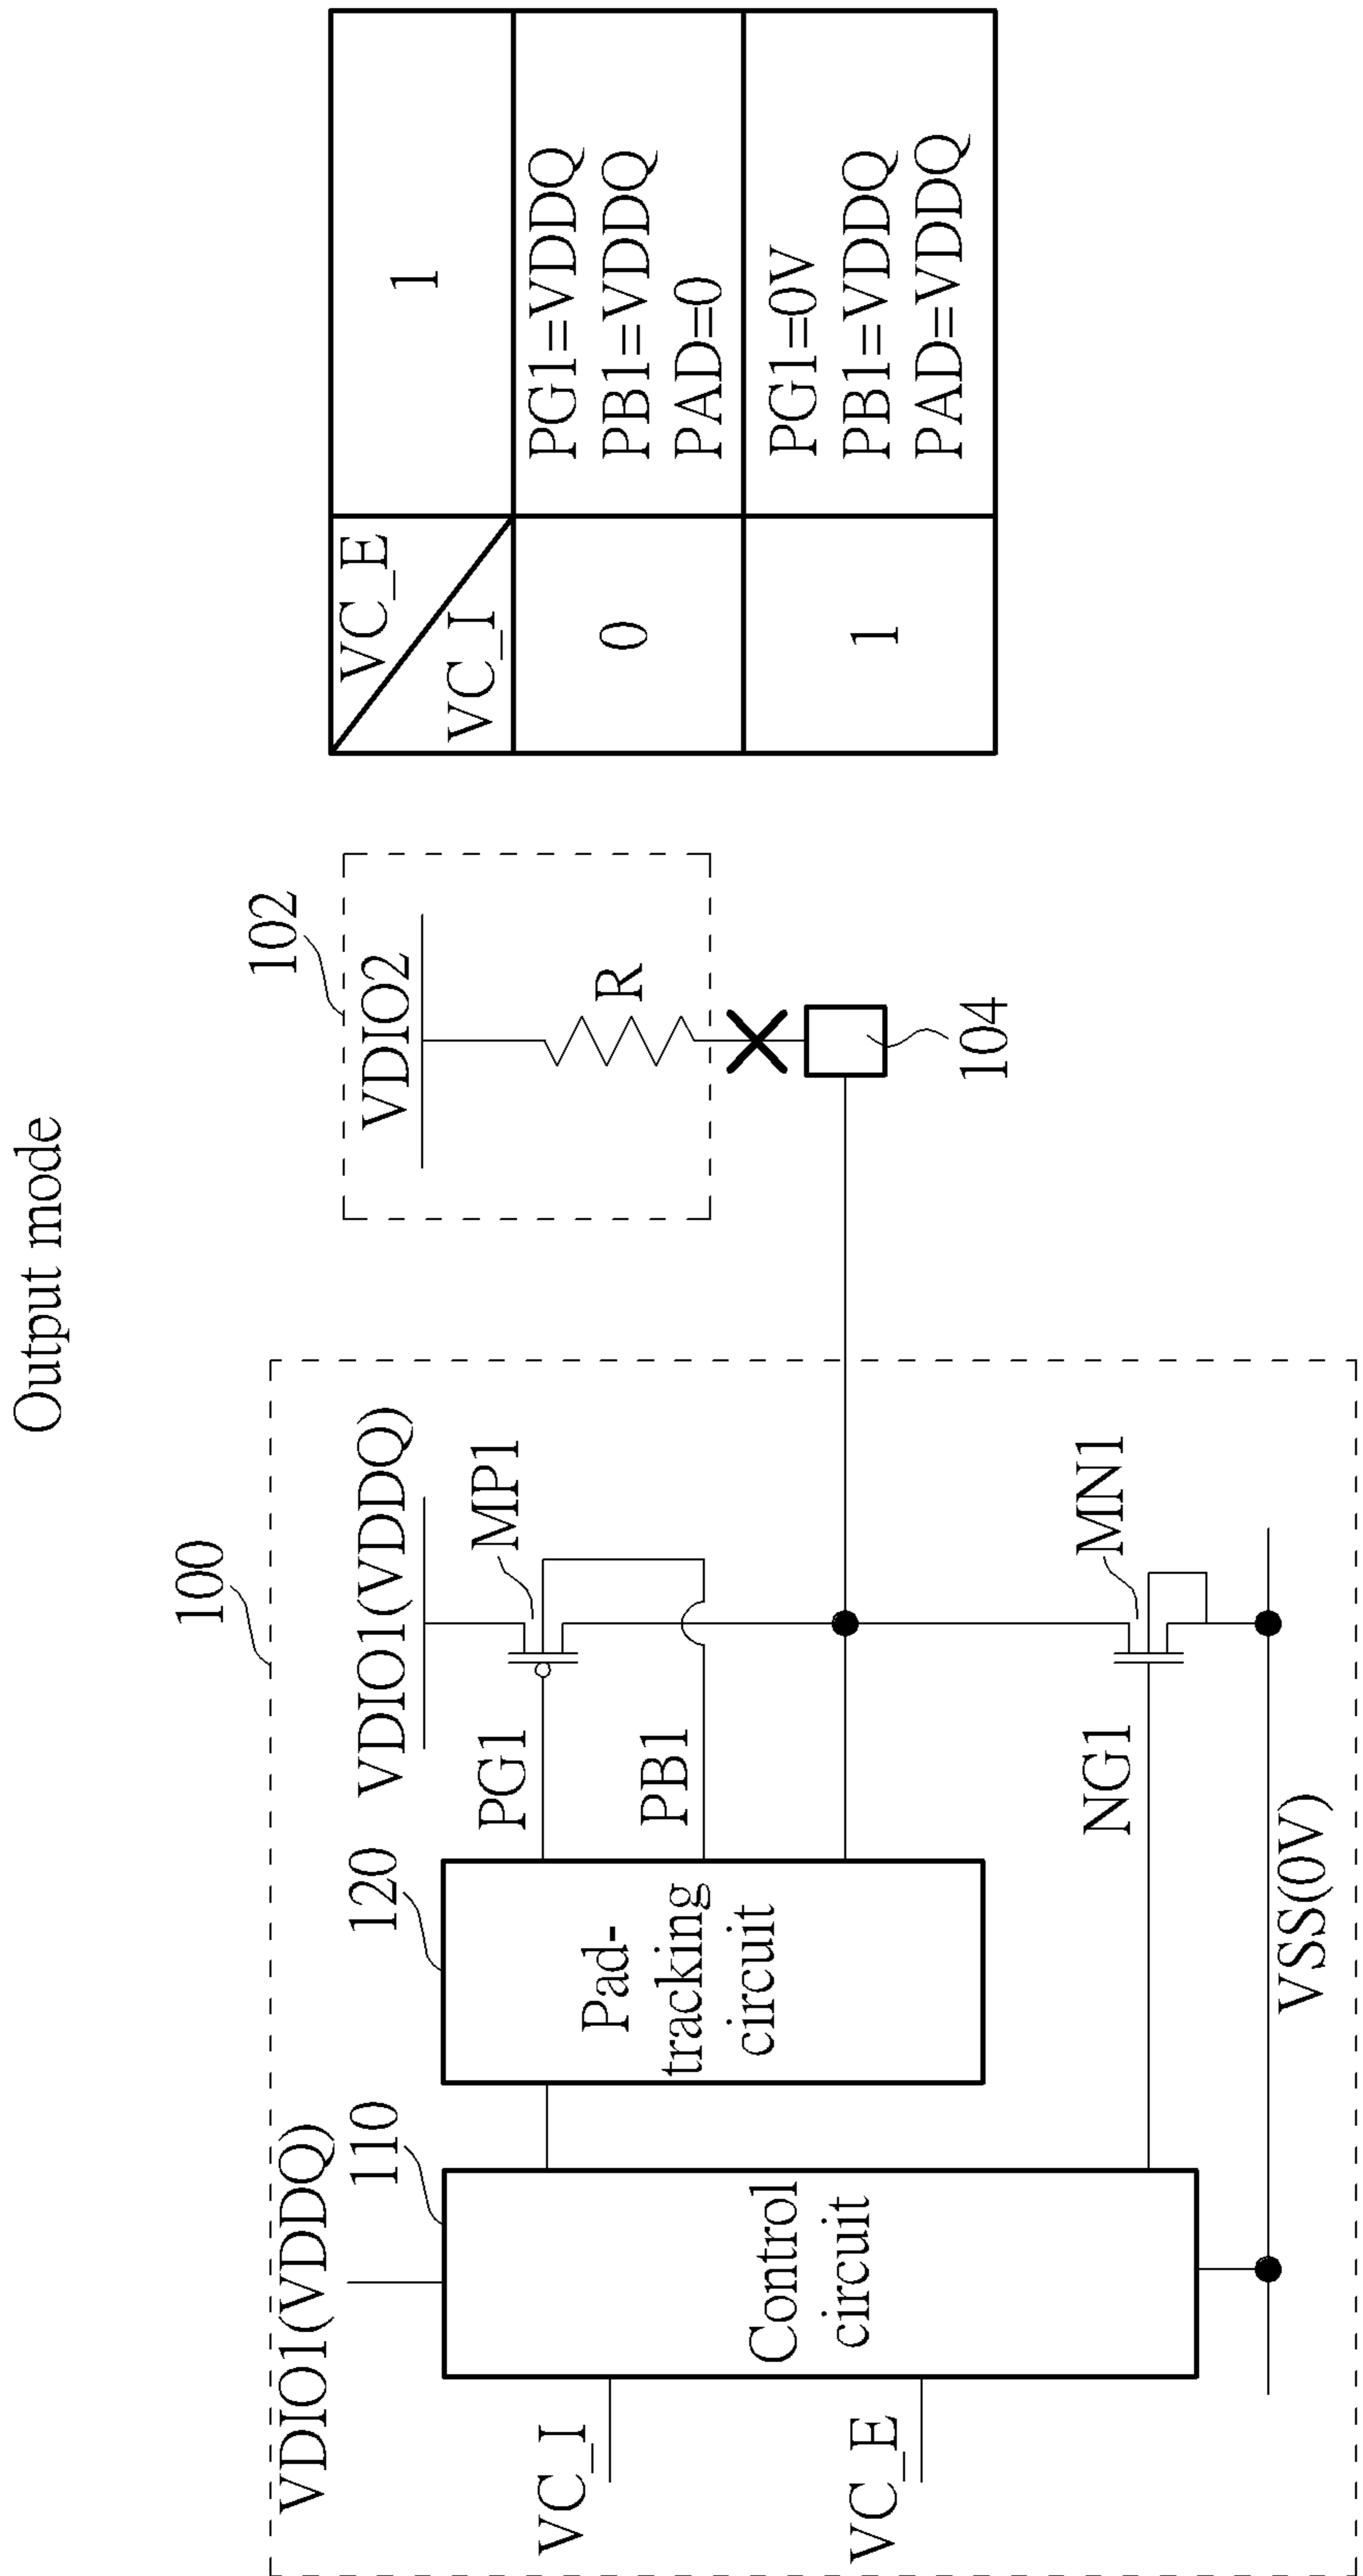 Output mode
100
VDIO1(VDDQ)
110
120
VDIO1(VDDQ)
MP1
PG1
PB1
Pad-
tracking
circuit
Control
circuit
VC_I
VC_E
NG1
MN1
VSS(0V)
102
VDIO2
R
104
VC_E
VC_I
1
0
PG1=VDDQ
PB1=VDDQ
PAD=0
1
PG1=0V
PB1=VDDQ
PAD=VDDQ